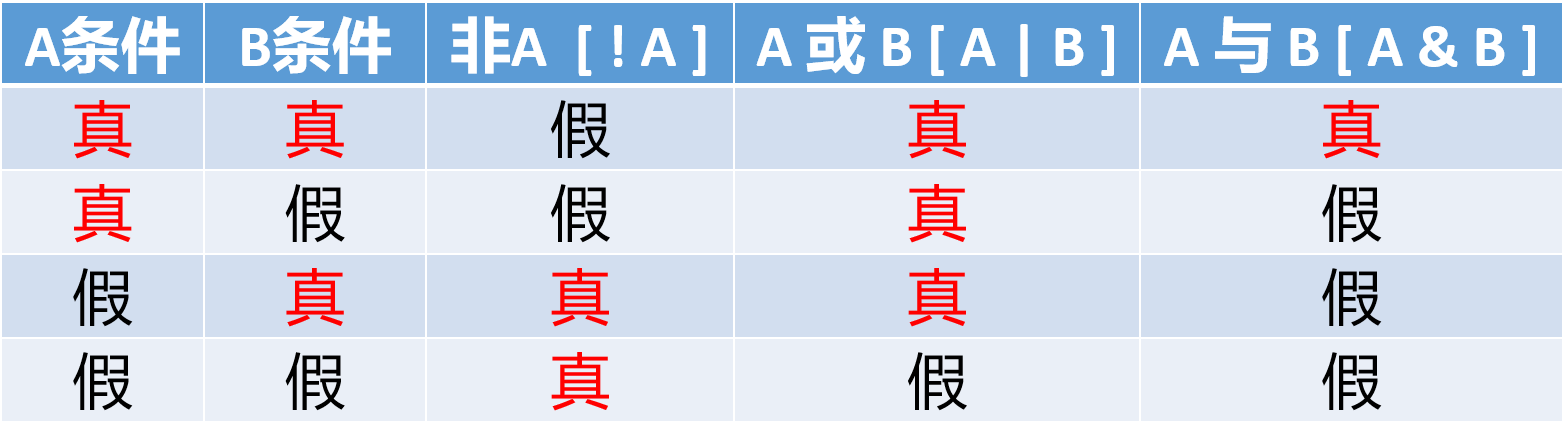 A条件 B条件 非A [ ! A ] A 或 B [ A | B ] A 与 B [ A & B ]
真 真 假 真 真
真 假 假 真 假
假 真 真 真 假
假 假 真 假 假